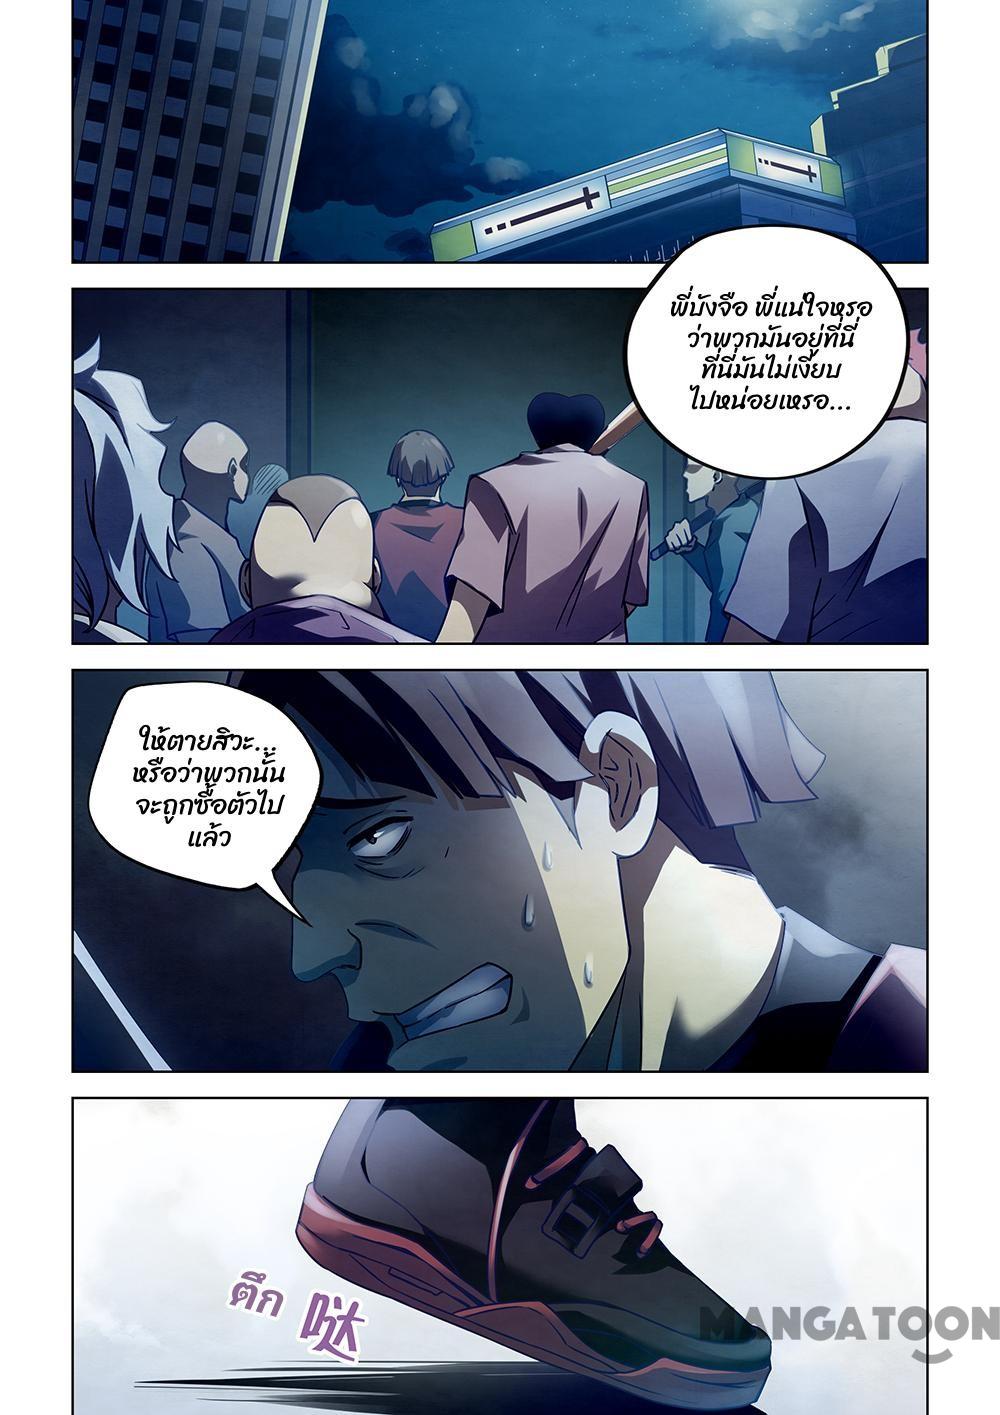 พี่บังจือ พี่แน่ใจหรอ
ว่าพวกมันอยู่ที่นี่
ที่นี่มันไม่เงียบ
ไปหน่อยเหรอ...
ให้ตายสิวะ...
หรือว่าพวกนั้น
จะถูกซื้อตัวไป
แล้ว
ตึก
ต๊ะ
MANGATOON